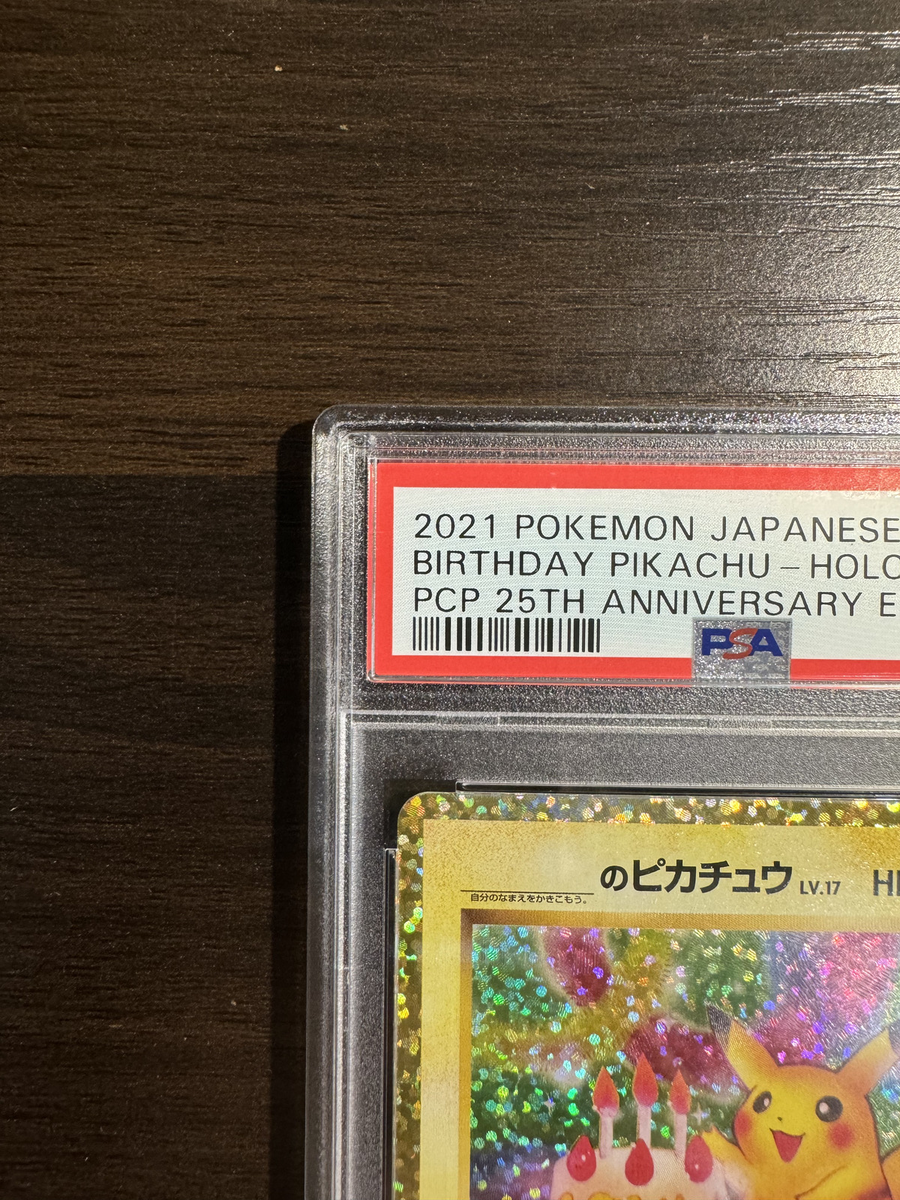 2021 POKEMON JAPANESE
BIRTHDAY PIKACHU-HOLO
PCP 25TH ANNIVERSARY E
PSA
のピカチュウ LV.17 H
自分のなまえをかきこもう。